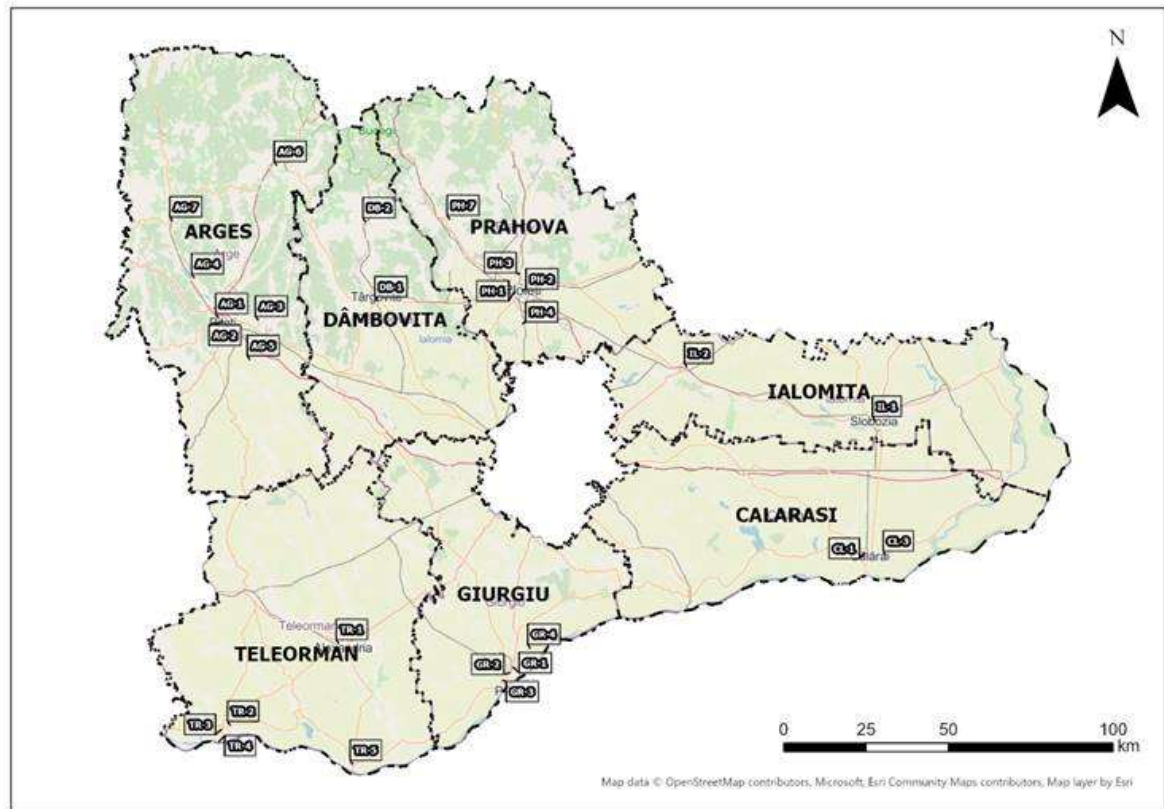 N
AG-6
AG-7
DB-2
PH-7
ARGES
PRAHOVA
AG-4
PH-3
PH-2
DB-1
PH-1
AG-1
AG-3
PH-4
DÂMBOVITA
AG-2
Ialomia
AG-5
IL-2
IALOMITA
IL-1
Slobozia
CALARASI
CL-3
CL-1
GIURGIU
Teleorman
TR-1
GR-4
TELEORMAN
GR-2
GR-1
GR-3
TR-2
TR-3
TR-4
TR-5
0 25 50 100
km
Map data © OpenStreetMap contributors, Microsoft, Esri Community Maps contributors, Map layer by Esri